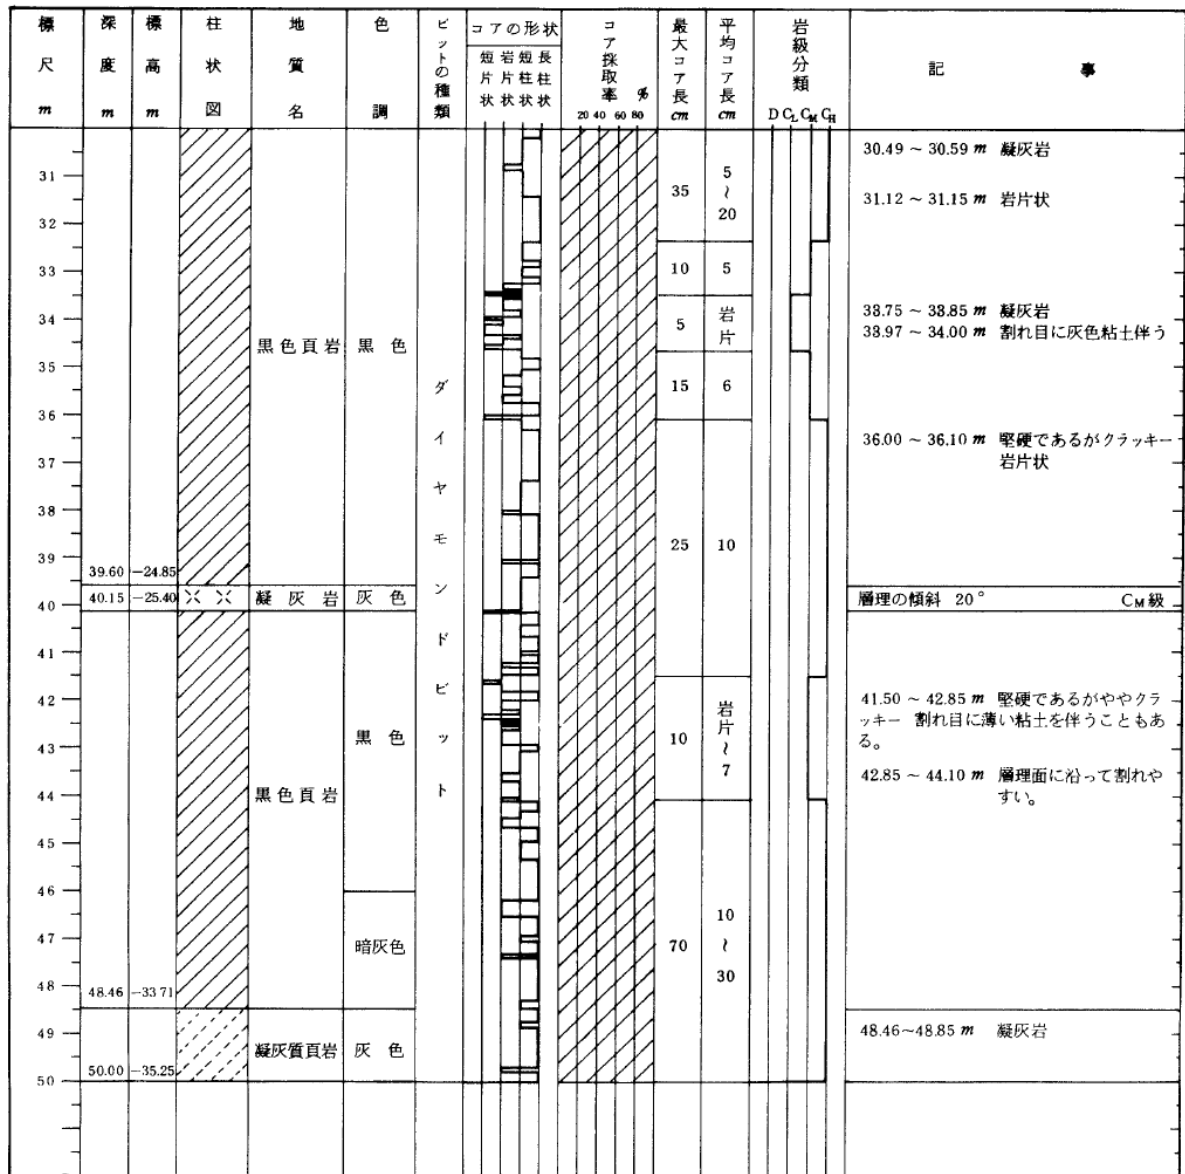 標尺 m
深度 m
標高 m
柱状図
地質名
色調
ビットの種類
コアの形状
短片状
岩片状
短柱状
長柱状
コア採取率 %
20 40 60 80
最大コア長 cm
平均コア長 cm
岩級分類
D CL CM CH
記事
31
32
33
34
35
36
37
38
39
40
41
42
43
44
45
46
47
48
49
50
39.60 −24.85
40.15 −25.40
48.46 −33.71
50.00 −35.25
黒色頁岩
凝灰岩
黒色頁岩
凝灰質頁岩
黒色
灰色
黒色
暗灰色
灰色
ダイヤモンドビット
35
10
5
15
25
10
70
5～20
5
岩片
6
10
岩片～7
10～30
30.49～30.59 m 凝灰岩
31.12～31.15 m 岩片状
38.75～38.85 m 凝灰岩
38.97～34.00 m 割れ目に灰色粘土伴う
36.00～36.10 m 堅硬であるがクラッキー
岩片状
層理の傾斜 20° CM級
41.50～42.85 m 堅硬であるがややクラ
ッキー 割れ目に薄い粘土を伴うこともあ
る。
42.85～44.10 m 層理面に沿って割れや
すい。
48.46～48.85 m 凝灰岩